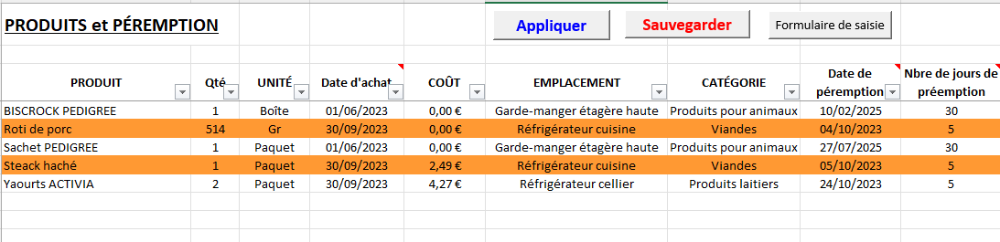 PRODUITS et PÉREMPTION
Appliquer
Sauvegarder
Formulaire de saisie
PRODUIT Qté UNITÉ Date d'achat COÛT EMPLACEMENT CATÉGORIE Date de péremption Nbre de jours de préemption
BISCROCK PEDIGREE 1 Boîte 01/06/2023 0,00 € Garde-manger étagère haute Produits pour animaux 10/02/2025 30
Roti de porc 514 Gr 30/09/2023 0,00 € Réfrigérateur cuisine Viandes 04/10/2023 5
Sachet PEDIGREE 1 Paquet 01/06/2023 0,00 € Garde-manger étagère haute Produits pour animaux 27/07/2025 30
Steack haché 1 Paquet 30/09/2023 2,49 € Réfrigérateur cuisine Viandes 05/10/2023 5
Yaourts ACTIVIA 2 Paquet 30/09/2023 4,27 € Réfrigérateur cellier Produits laitiers 24/10/2023 5